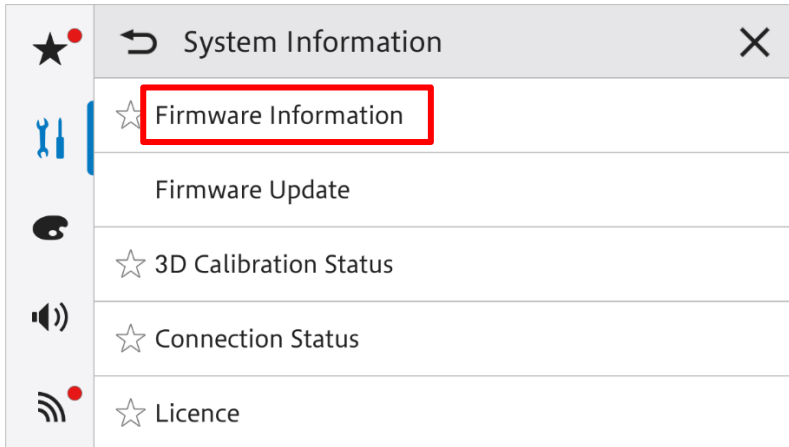 System Information
Firmware Information
Firmware Update
3D Calibration Status
Connection Status
Licence